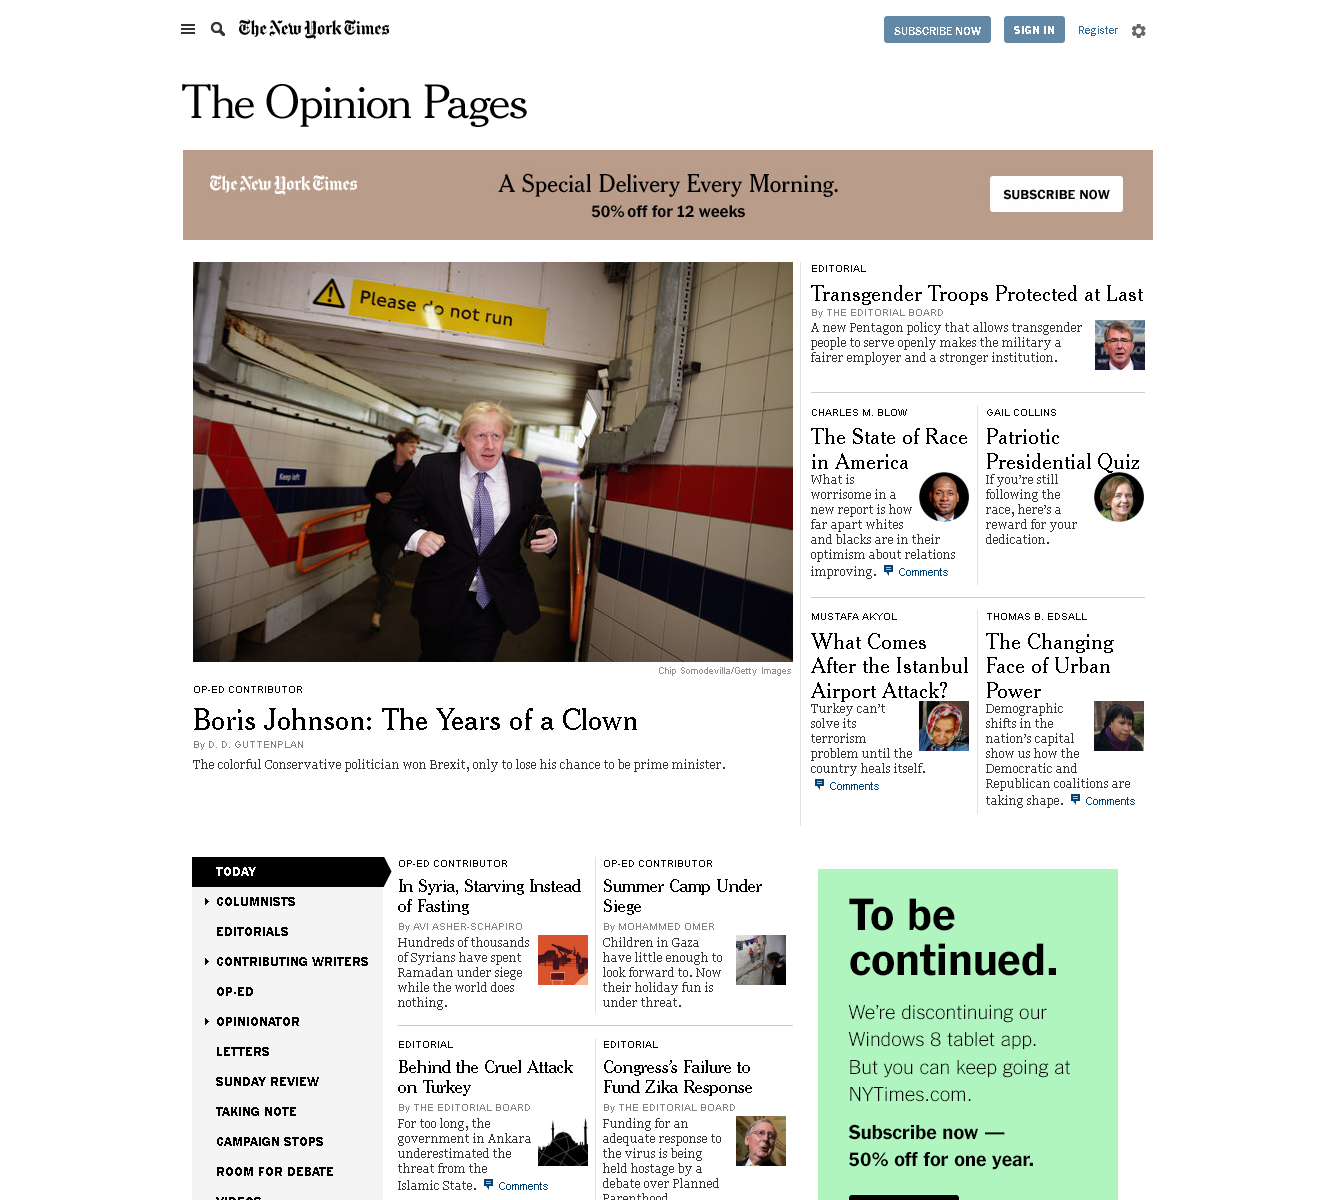 The New York Times
SUBSCRIBE NOW
SIGN IN
Register
The Opinion Pages
The New York Times
A Special Delivery Every Morning.
50% off for 12 weeks
SUBSCRIBE NOW
Please do not run
Keep left
Chip Somodevilla/Getty Images
OP-ED CONTRIBUTOR
Boris Johnson: The Years of a Clown
By D. D. GUTTENPLAN
The colorful Conservative politician won Brexit, only to lose his chance to be prime minister.
EDITORIAL
Transgender Troops Protected at Last
By THE EDITORIAL BOARD
A new Pentagon policy that allows transgender
people to serve openly makes the military a
fairer employer and a stronger institution.
CHARLES M. BLOW
The State of Race
in America
What is
worrisome in a
new report is how
far apart whites
and blacks are in their
optimism about relations
improving. Comments
GAIL COLLINS
Patriotic
Presidential Quiz
If you're still
following the
race, here's a
reward for your
dedication.
MUSTAFA AKYOL
What Comes
After the Istanbul
Airport Attack?
Turkey can't
solve its
terrorism
problem until the
country heals itself.
Comments
THOMAS B. EDSALL
The Changing
Face of Urban
Power
Demographic
shifts in the
nation's capital
show us how the
Democratic and
Republican coalitions are
taking shape. Comments
TODAY
COLUMNISTS
EDITORIALS
CONTRIBUTING WRITERS
OP-ED
OPINIONATOR
LETTERS
SUNDAY REVIEW
TAKING NOTE
CAMPAIGN STOPS
ROOM FOR DEBATE
VIDEOS
OP-ED CONTRIBUTOR
In Syria, Starving Instead
of Fasting
By AVI ASHER-SCHAPIRO
Hundreds of thousands
of Syrians have spent
Ramadan under siege
while the world does
nothing.
OP-ED CONTRIBUTOR
Summer Camp Under
Siege
By MOHAMMED OMER
Children in Gaza
have little enough to
look forward to. Now
their holiday fun is
under threat.
EDITORIAL
Behind the Cruel Attack
on Turkey
By THE EDITORIAL BOARD
For too long, the
government in Ankara
underestimated the
threat from the
Islamic State. Comments
EDITORIAL
Congress's Failure to
Fund Zika Response
By THE EDITORIAL BOARD
Funding for an
adequate response to
the virus is being
held hostage by a
debate over Planned
Parenthood.
To be
continued.
We're discontinuing our
Windows 8 tablet app.
But you can keep going at
NYTimes.com.
Subscribe now —
50% off for one year.